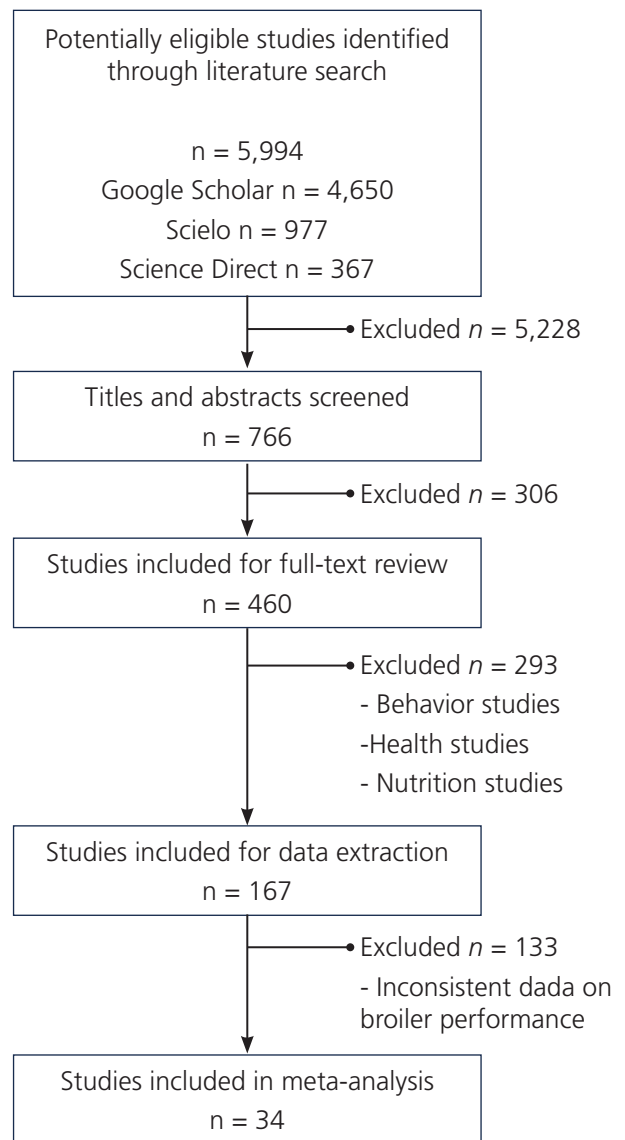 Potentially eligible studies identified
through literature search
n = 5,994
Google Scholar n = 4,650
Scielo n = 977
Science Direct n = 367
Excluded n = 5,228
Titles and abstracts screened
n = 766
Excluded n = 306
Studies included for full-text review
n = 460
Excluded n = 293
- Behavior studies
-Health studies
- Nutrition studies
Studies included for data extraction
n = 167
Excluded n = 133
- Inconsistent dada on
broiler performance
Studies included in meta-analysis
n = 34